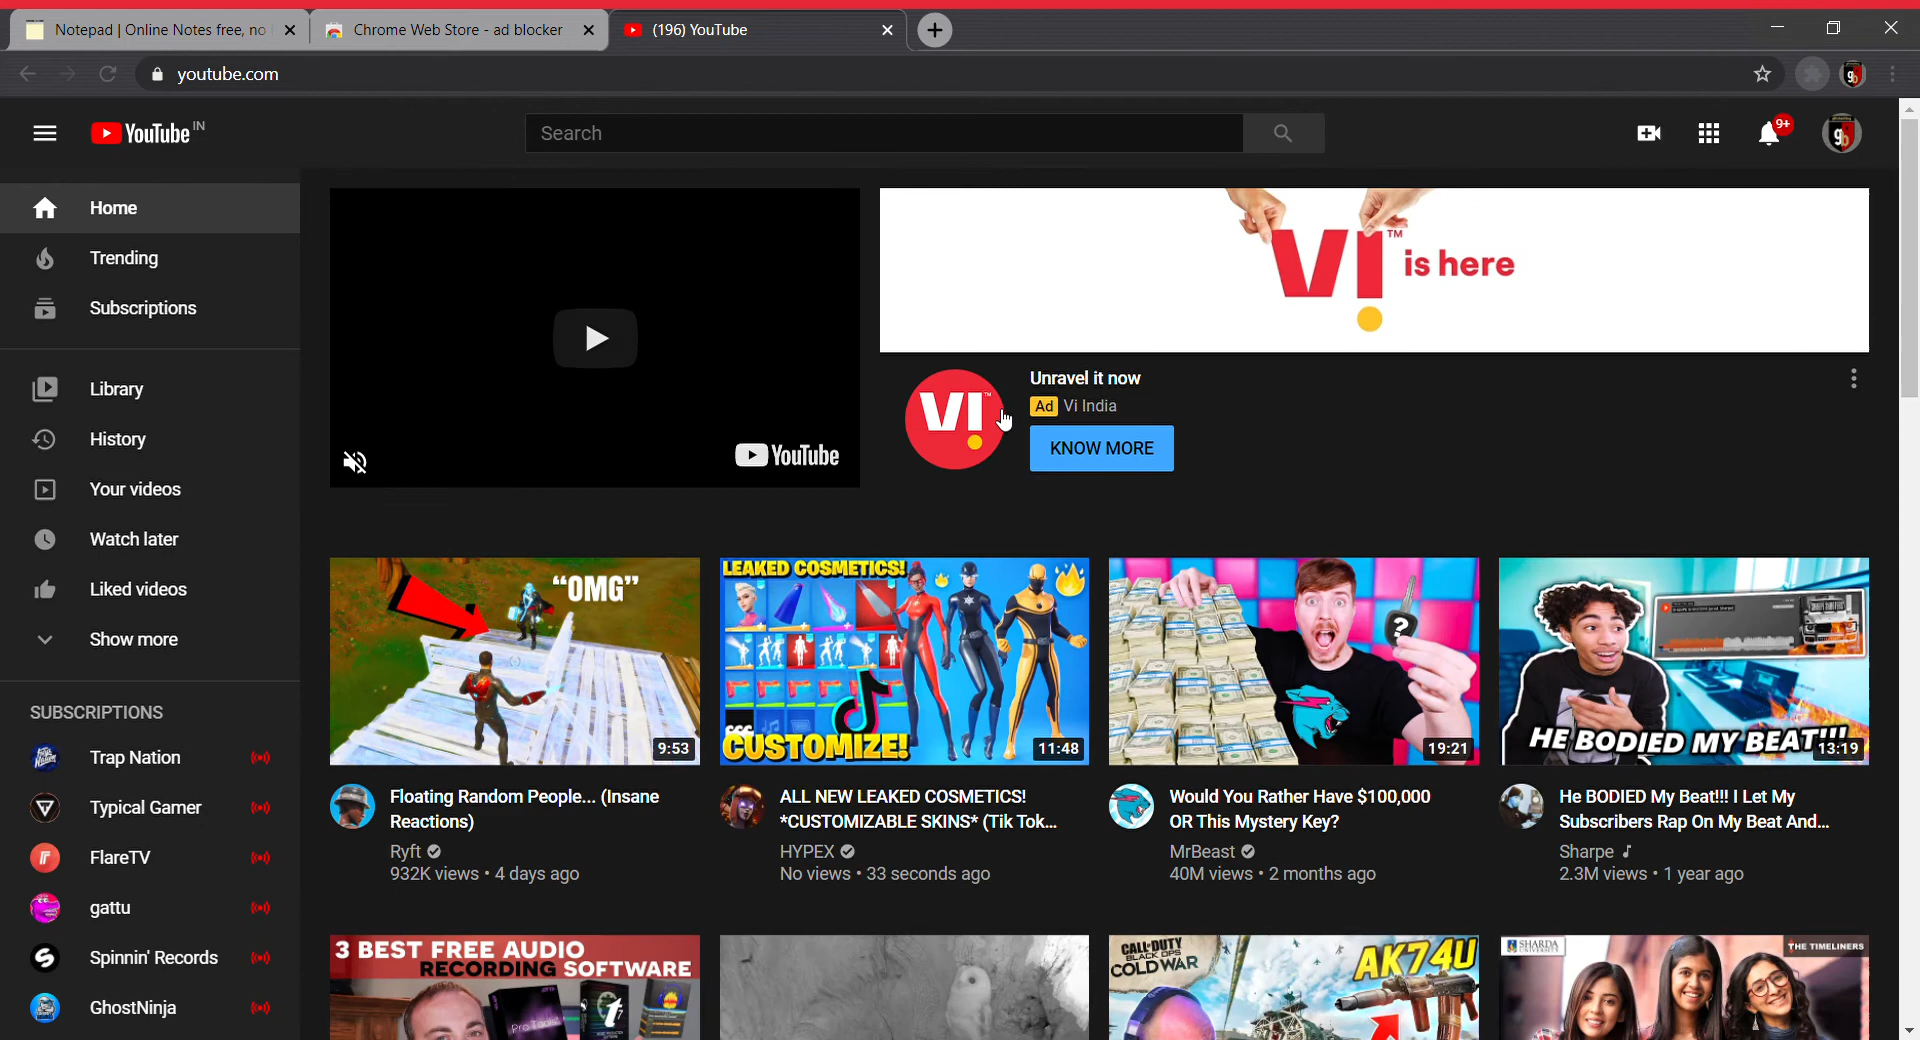 Notepad | Online Notes free, no
Chrome Web Store - ad blocker
(196) YouTube
youtube.com
YouTube IN
Search
9+
gb
Home
Trending
Subscriptions
Library
History
Your videos
Watch later
Liked videos
Show more
SUBSCRIPTIONS
Trap Nation
Typical Gamer
FlareTV
gattu
Spinnin' Records
GhostNinja
YouTube
VI™ is here
VI™
Unravel it now
Ad Vi India
KNOW MORE
“OMG”
9:53
LEAKED COSMETICS!
CUSTOMIZE!
11:48
?
19:21
HE BODIED MY BEAT!!!
13:19
Floating Random People... (Insane
Reactions)
Ryft
932K views • 4 days ago
ALL NEW LEAKED COSMETICS!
*CUSTOMIZABLE SKINS* (Tik Tok...
HYPEX
No views • 33 seconds ago
Would You Rather Have $100,000
OR This Mystery Key?
MrBeast
40M views • 2 months ago
He BODIED My Beat!!! I Let My
Subscribers Rap On My Beat And...
Sharpe
2.3M views • 1 year ago
3 BEST FREE AUDIO
RECORDING SOFTWARE
Pro Tools
CALL OF DUTY
BLACK OPS
COLD WAR
AK74U
SHARDA
UNIVERSITY
THE TIMELINERS